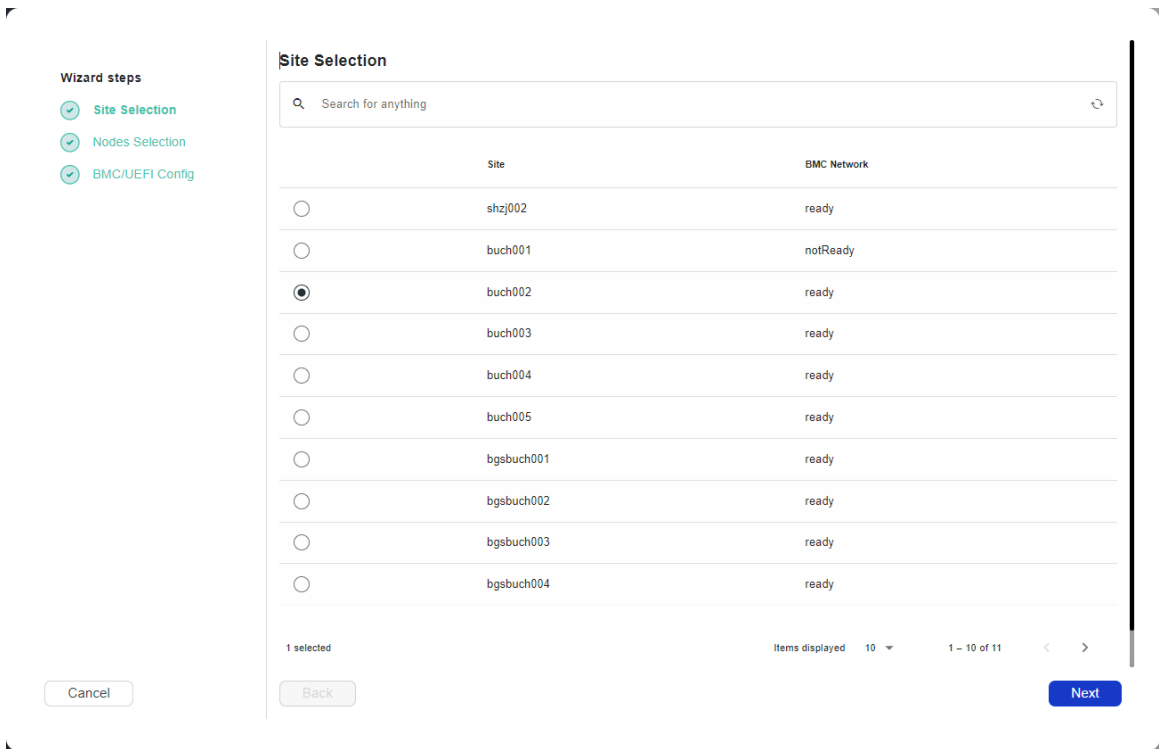 Wizard steps
Site Selection
Nodes Selection
BMC/UEFI Config
Cancel
Site Selection
Search for anything
Site BMC Network
shzj002 ready
buch001 notReady
buch002 ready
buch003 ready
buch004 ready
buch005 ready
bgsbuch001 ready
bgsbuch002 ready
bgsbuch003 ready
bgsbuch004 ready
1 selected Items displayed 10 1 – 10 of 11
Back Next